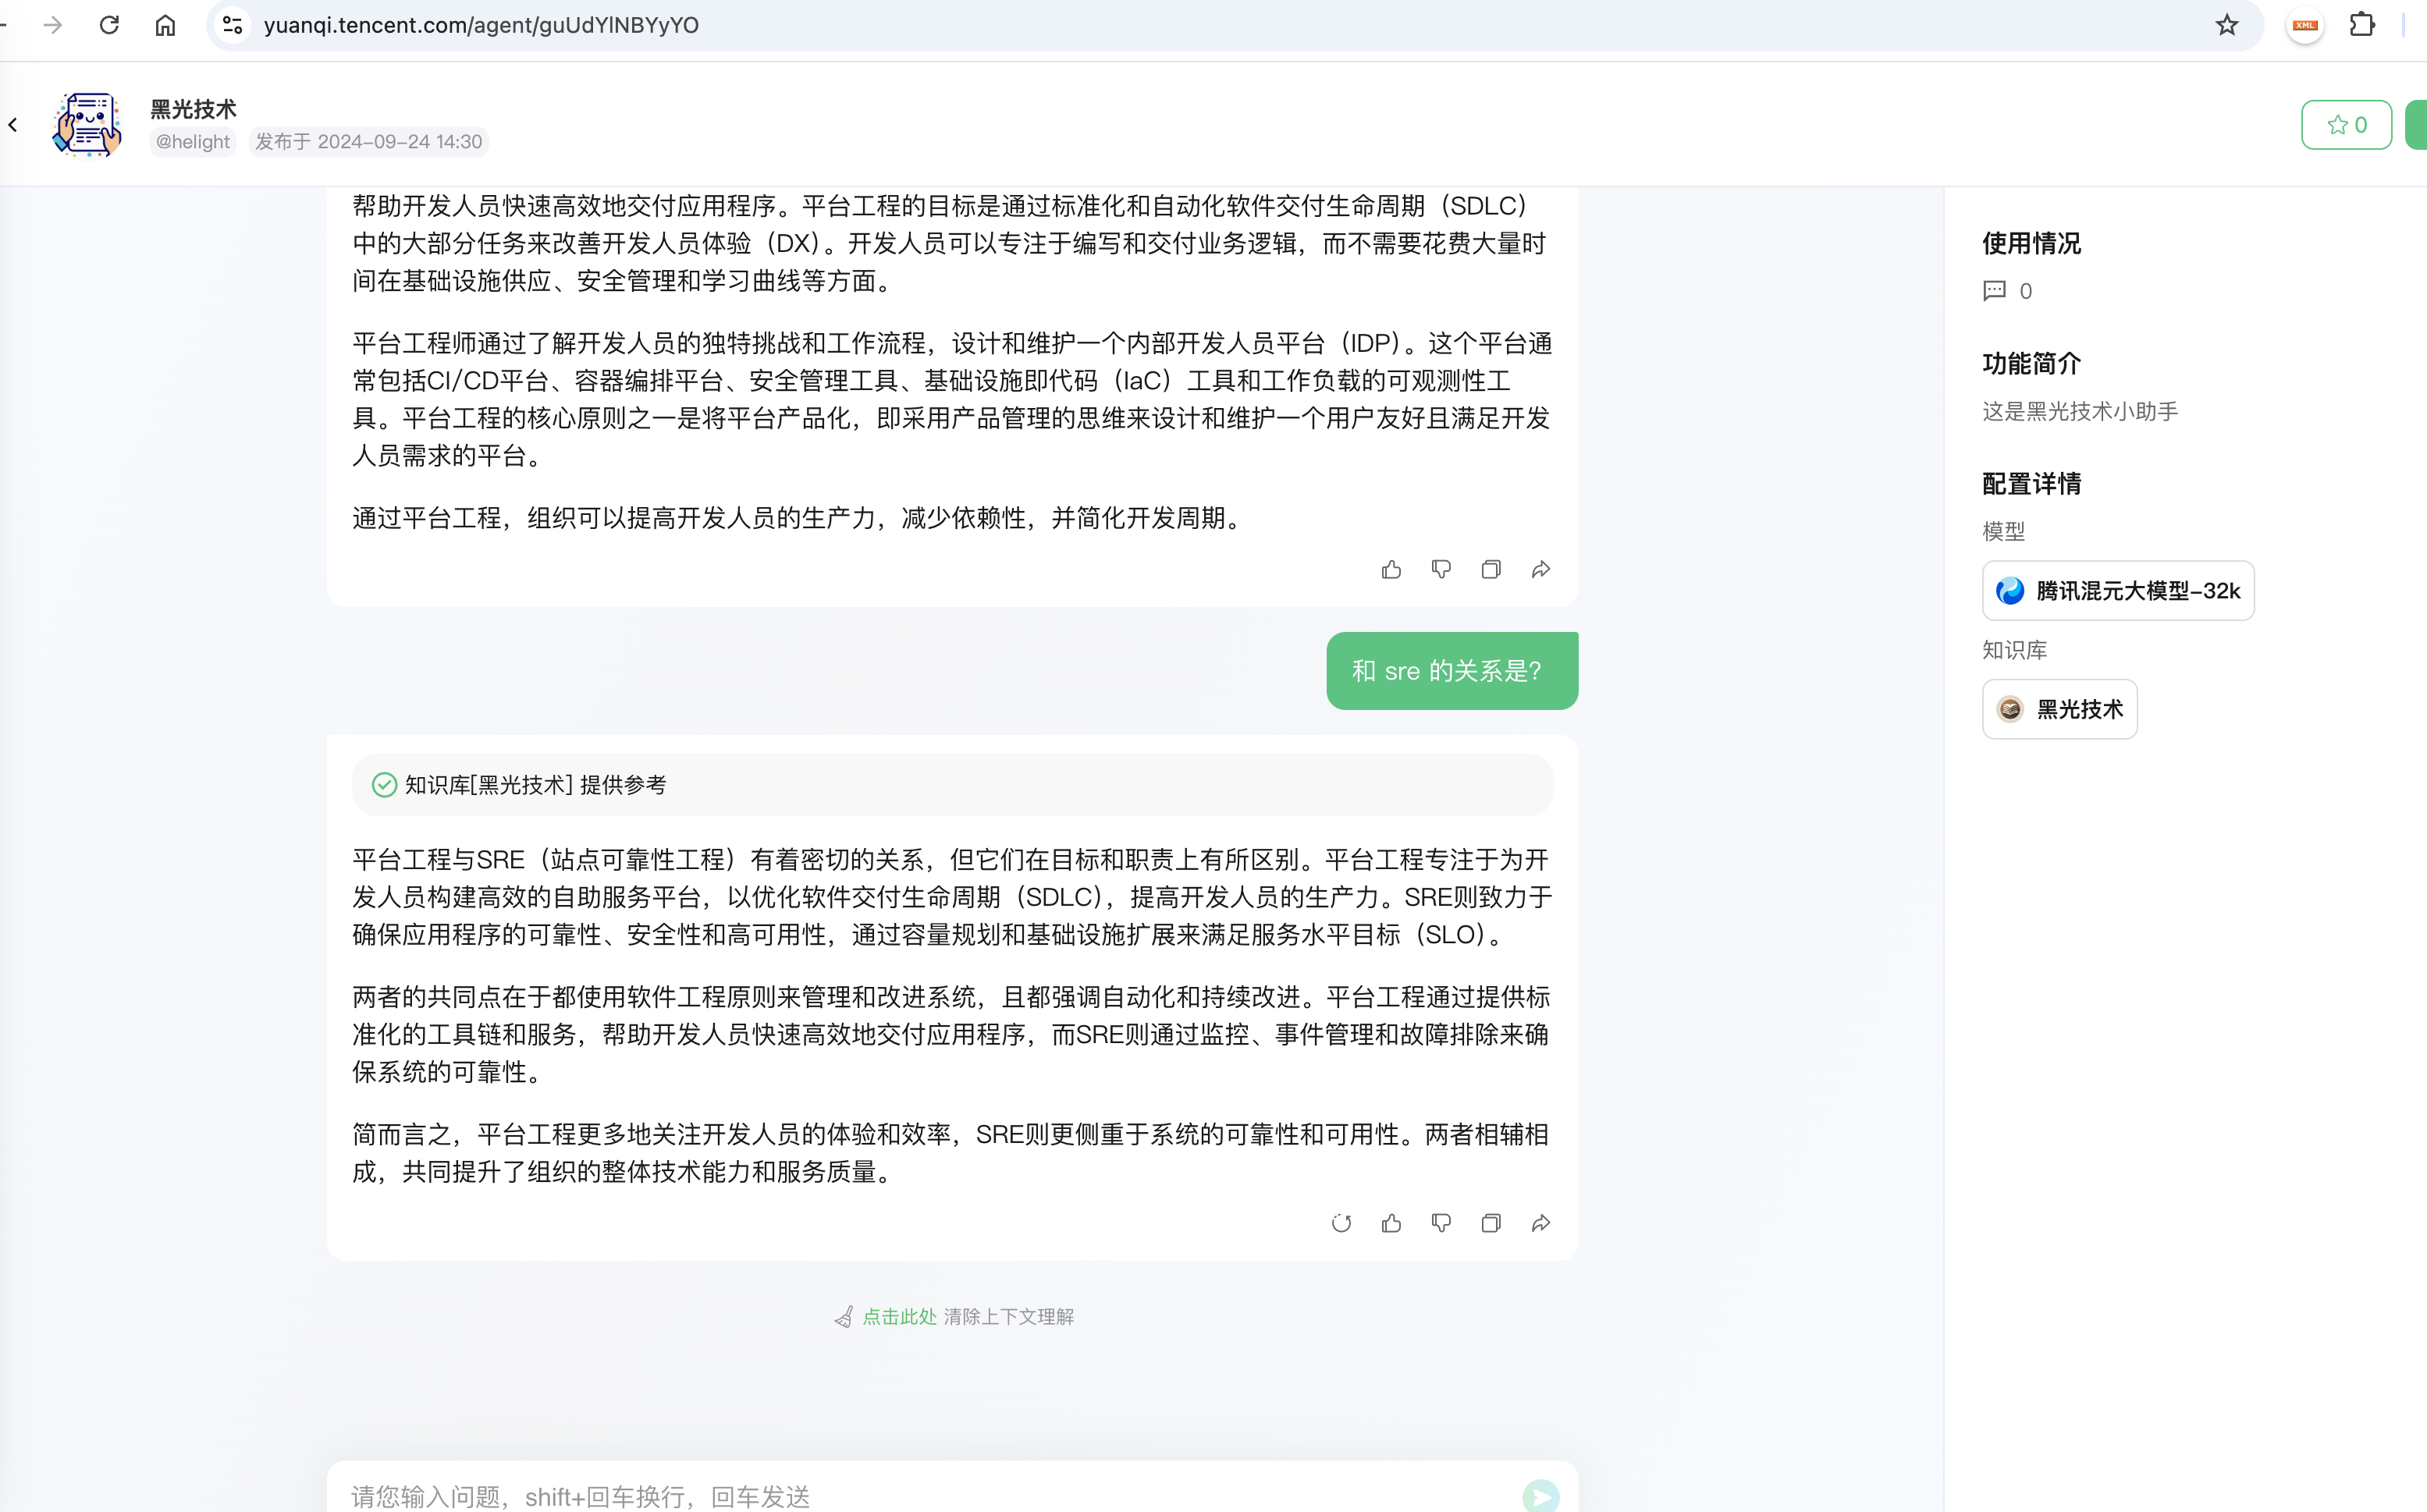 yuanqi.tencent.com/agent/guUdYlNBYyYO
XML
黑光技术
@helight 发布于 2024-09-24 14:30
0
帮助开发人员快速高效地交付应用程序。平台工程的目标是通过标准化和自动化软件交付生命周期（SDLC）
中的大部分任务来改善开发人员体验（DX）。开发人员可以专注于编写和交付业务逻辑，而不需要花费大量时
间在基础设施供应、安全管理和学习曲线等方面。
平台工程师通过了解开发人员的独特挑战和工作流程，设计和维护一个内部开发人员平台（IDP）。这个平台通
常包括CI/CD平台、容器编排平台、安全管理工具、基础设施即代码（IaC）工具和工作负载的可观测性工
具。平台工程的核心原则之一是将平台产品化，即采用产品管理的思维来设计和维护一个用户友好且满足开发
人员需求的平台。
通过平台工程，组织可以提高开发人员的生产力，减少依赖性，并简化开发周期。
和 sre 的关系是？
知识库[黑光技术] 提供参考
平台工程与SRE（站点可靠性工程）有着密切的关系，但它们在目标和职责上有所区别。平台工程专注于为开
发人员构建高效的自助服务平台，以优化软件交付生命周期（SDLC），提高开发人员的生产力。SRE则致力于
确保应用程序的可靠性、安全性和高可用性，通过容量规划和基础设施扩展来满足服务水平目标（SLO）。
两者的共同点在于都使用软件工程原则来管理和改进系统，且都强调自动化和持续改进。平台工程通过提供标
准化的工具链和服务，帮助开发人员快速高效地交付应用程序，而SRE则通过监控、事件管理和故障排除来确
保系统的可靠性。
简而言之，平台工程更多地关注开发人员的体验和效率，SRE则更侧重于系统的可靠性和可用性。两者相辅相
成，共同提升了组织的整体技术能力和服务质量。
点击此处 清除上下文理解
请您输入问题，shift+回车换行，回车发送
使用情况
0
功能简介
这是黑光技术小助手
配置详情
模型
腾讯混元大模型-32k
知识库
黑光技术